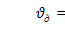 𝜗∂ =